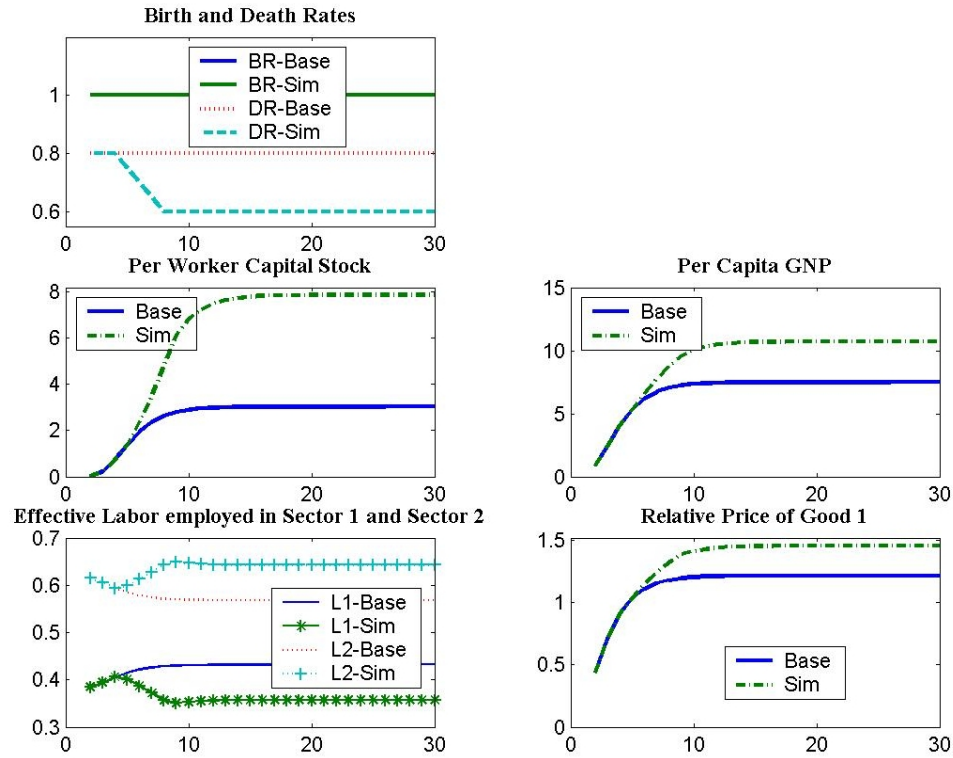 Birth and Death Rates
BR-Base
BR-Sim
DR-Base
DR-Sim
1
0.8
0.6
0 10 20 30
Per Worker Capital Stock
Base
Sim
8
6
4
2
0
0 10 20 30
Per Capita GNP
Base
Sim
15
10
5
0
0 10 20 30
Effective Labor employed in Sector 1 and Sector 2
0.7
0.6
0.5
0.4
0.3
L1-Base
L1-Sim
L2-Base
L2-Sim
0 10 20 30
Relative Price of Good 1
1.5
1
0.5
0
Base
Sim
0 10 20 30